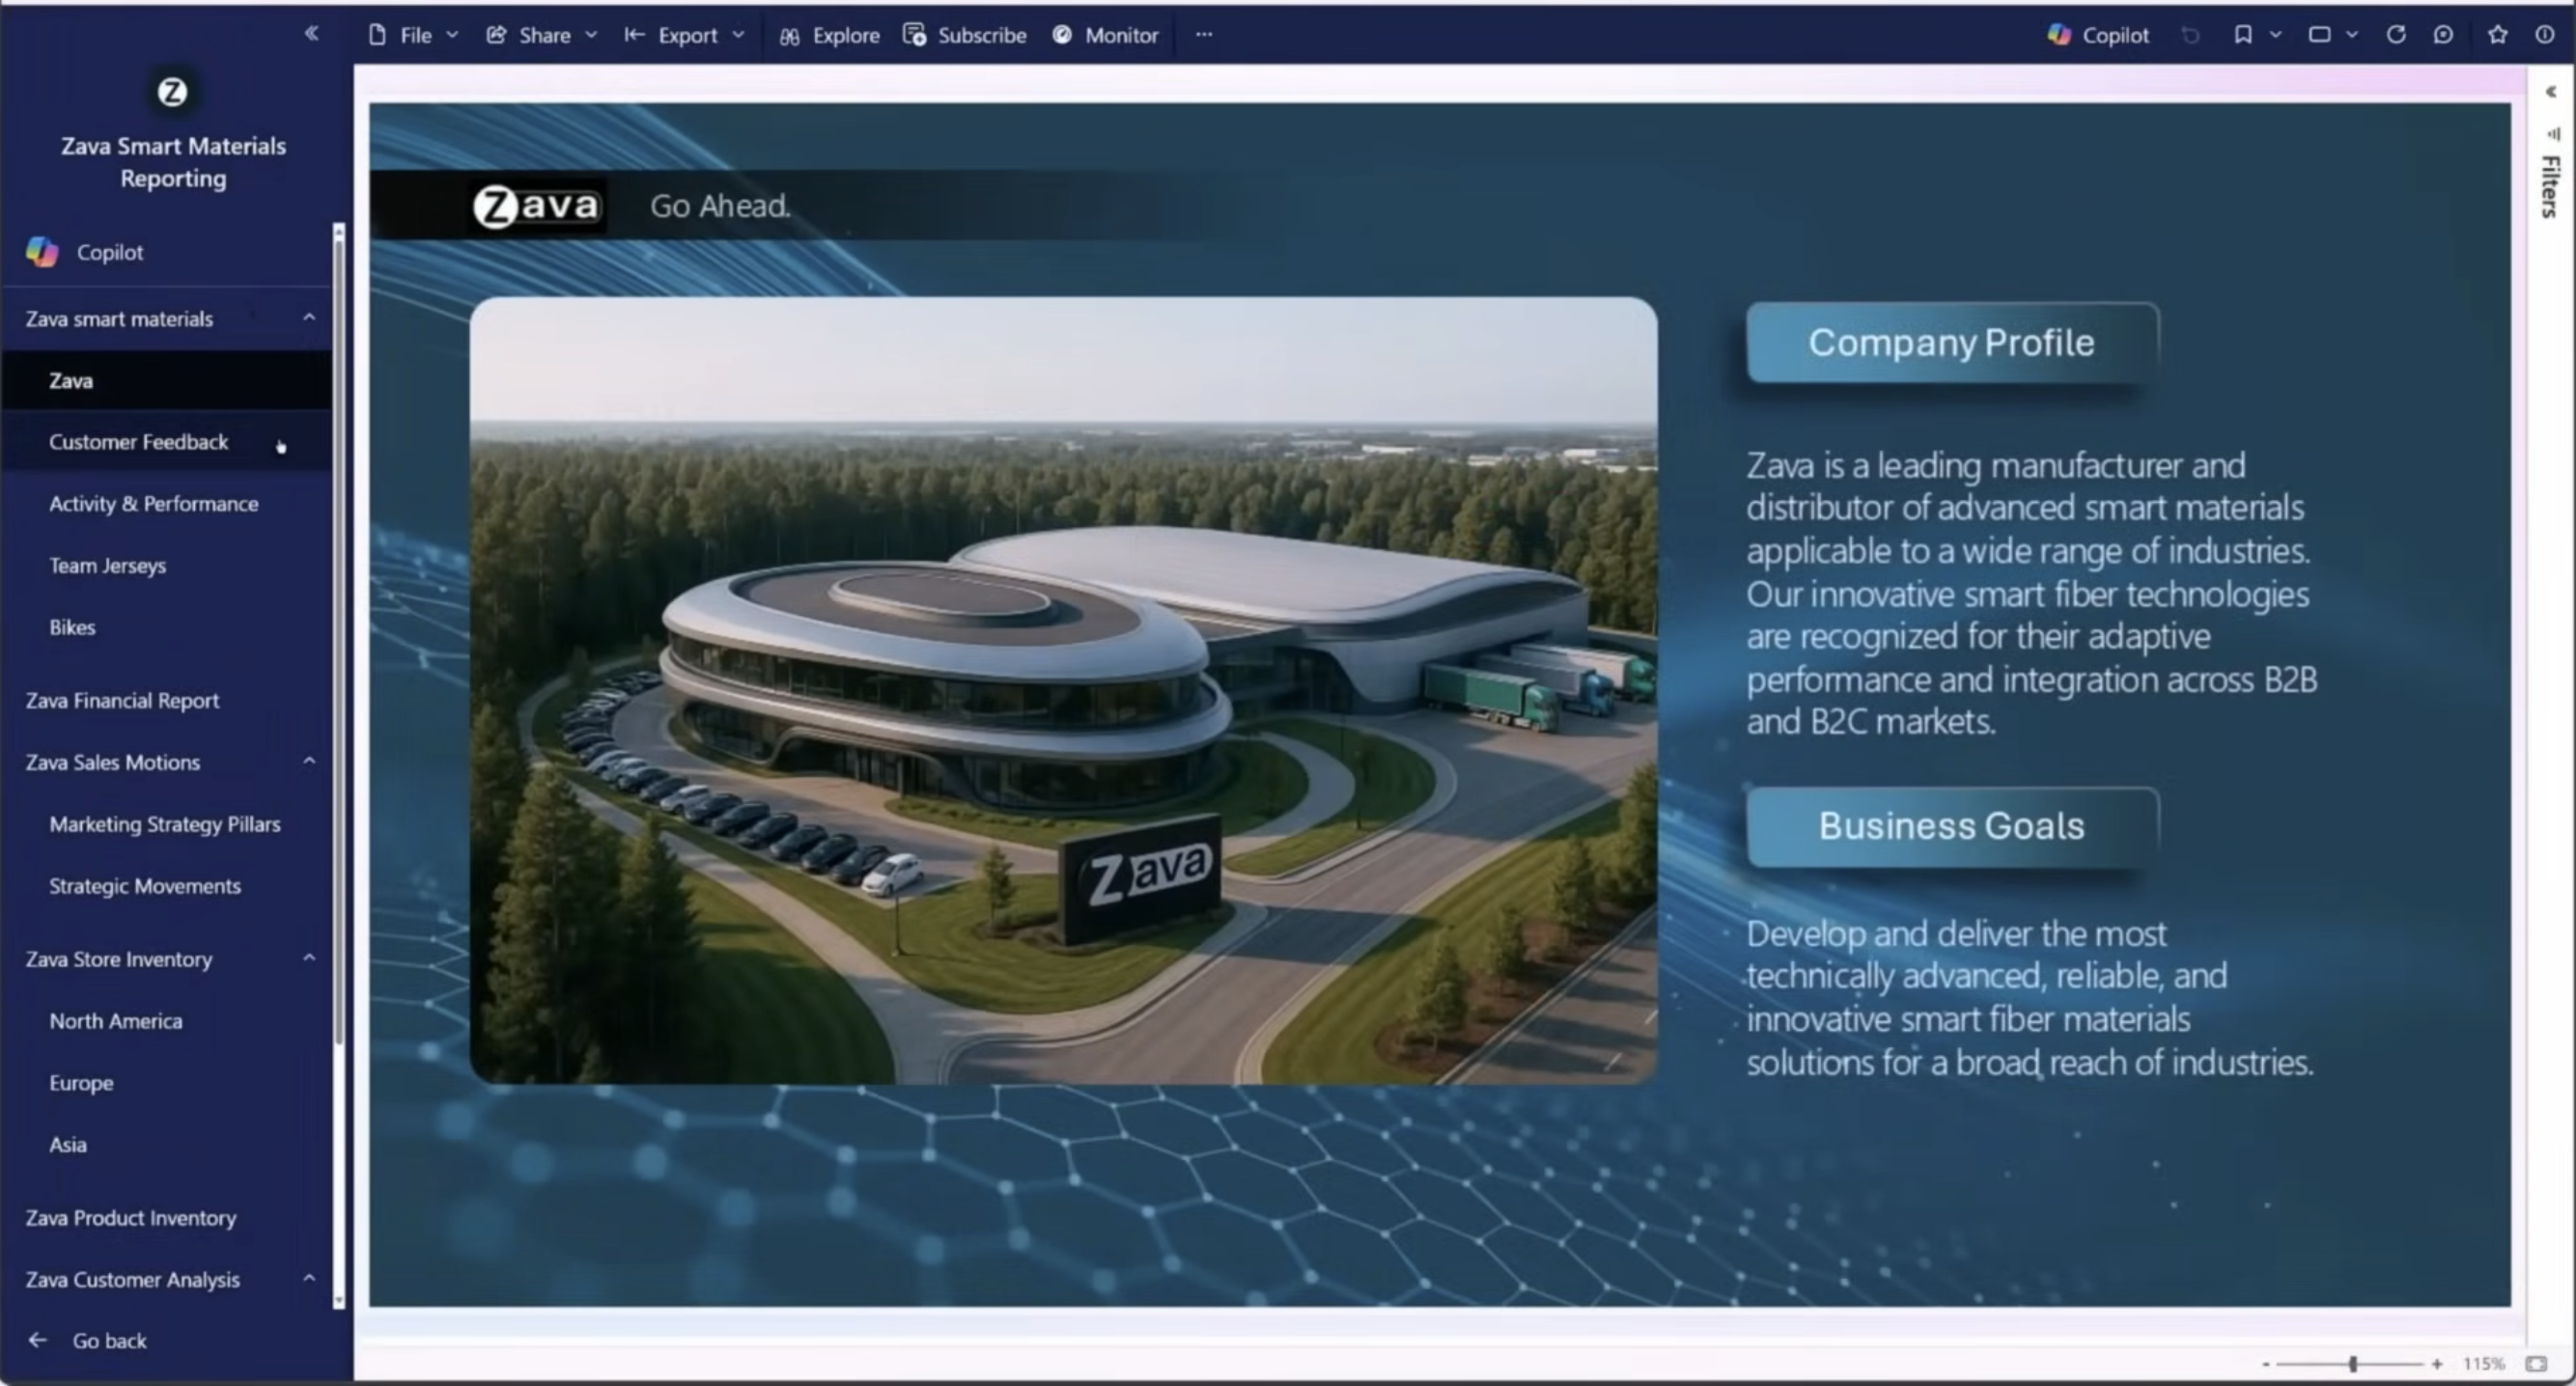 File
Share
Export
Explore
Subscribe
Monitor
...
Copilot
Z
Zava Smart Materials
Reporting
Copilot
Zava smart materials
Zava
Customer Feedback
Activity & Performance
Team Jerseys
Bikes
Zava Financial Report
Zava Sales Motions
Marketing Strategy Pillars
Strategic Movements
Zava Store Inventory
North America
Europe
Asia
Zava Product Inventory
Zava Customer Analysis
Go back
Zava
Go Ahead.
Zava
Company Profile
Zava is a leading manufacturer and
distributor of advanced smart materials
applicable to a wide range of industries.
Our innovative smart fiber technologies
are recognized for their adaptive
performance and integration across B2B
and B2C markets.
Business Goals
Develop and deliver the most
technically advanced, reliable, and
innovative smart fiber materials
solutions for a broad reach of industries.
Filters
- + 115%